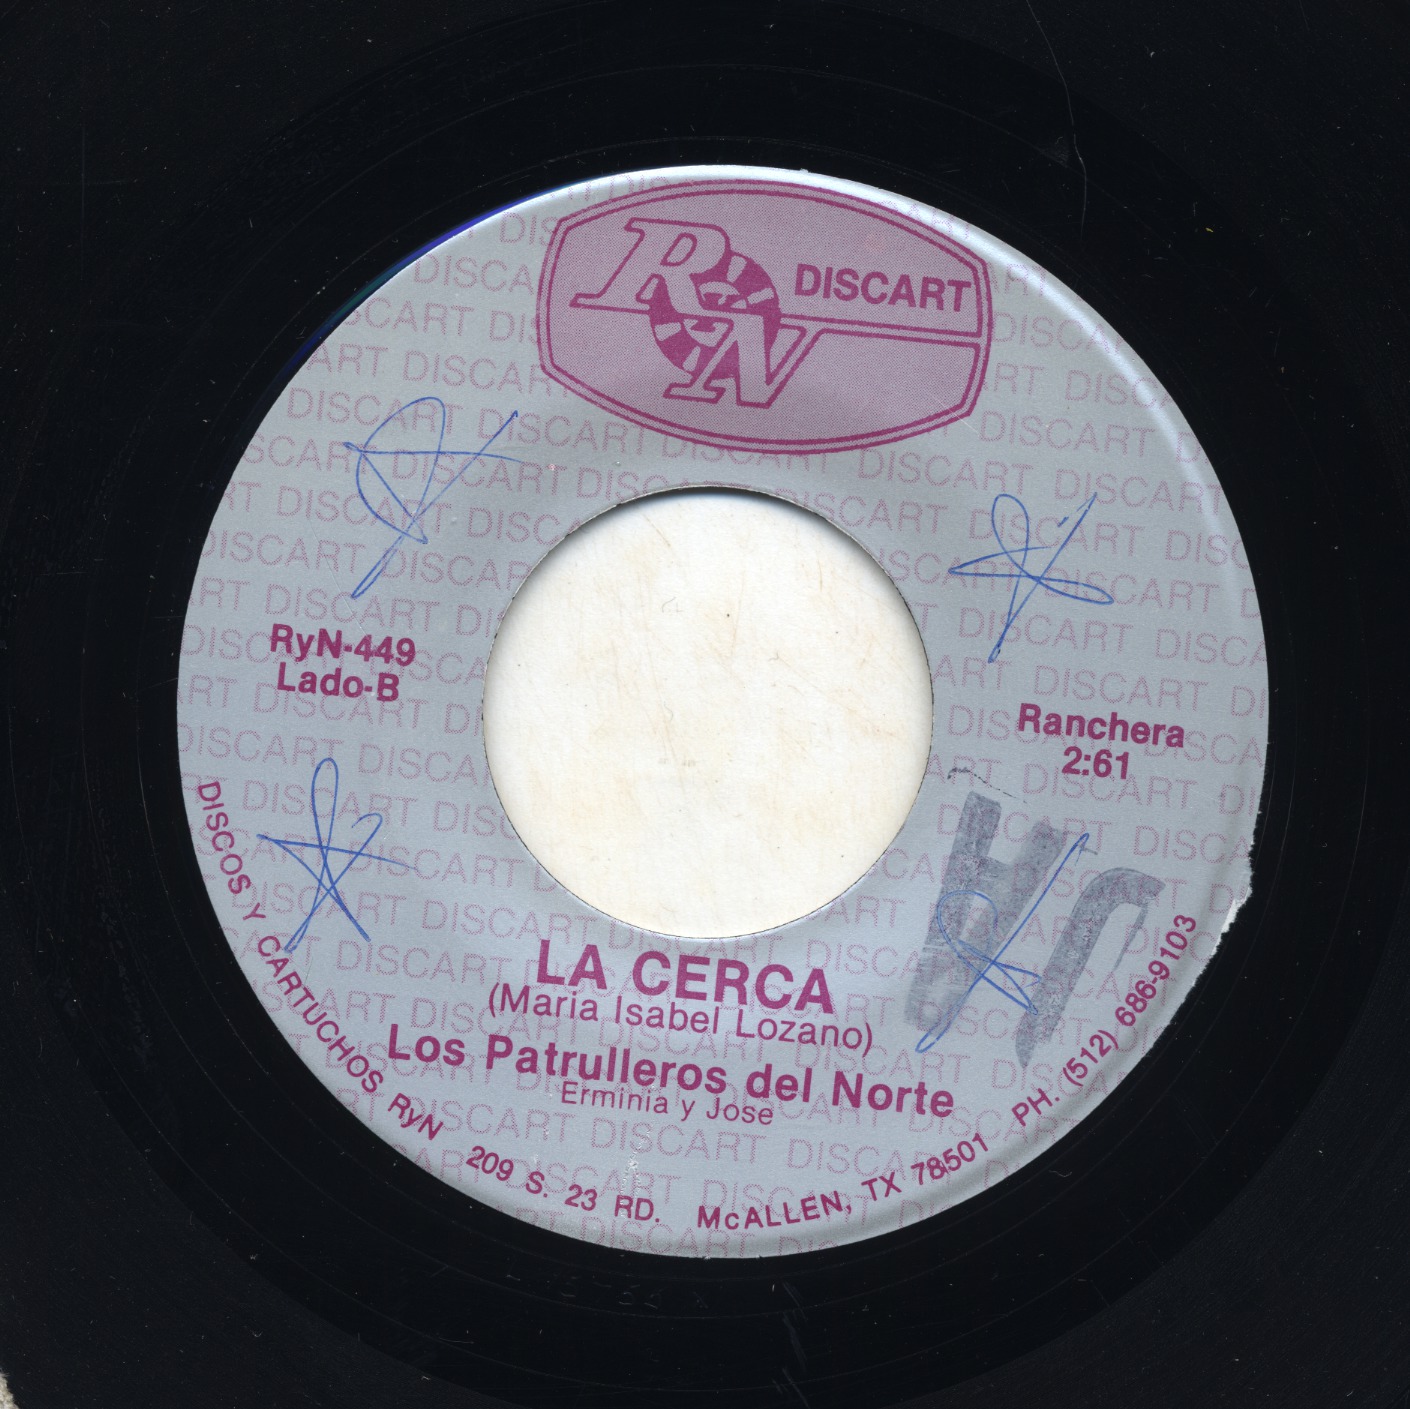 RN DISCART
RyN-449
Lado-B
Ranchera
2:61
LA CERCA
(Maria Isabel Lozano)
Los Patrulleros del Norte
Erminia y Jose
DISCOS Y CARTUCHOS RyN 209 S. 23 RD. McALLEN, TX 78501 PH. (512) 686-9103